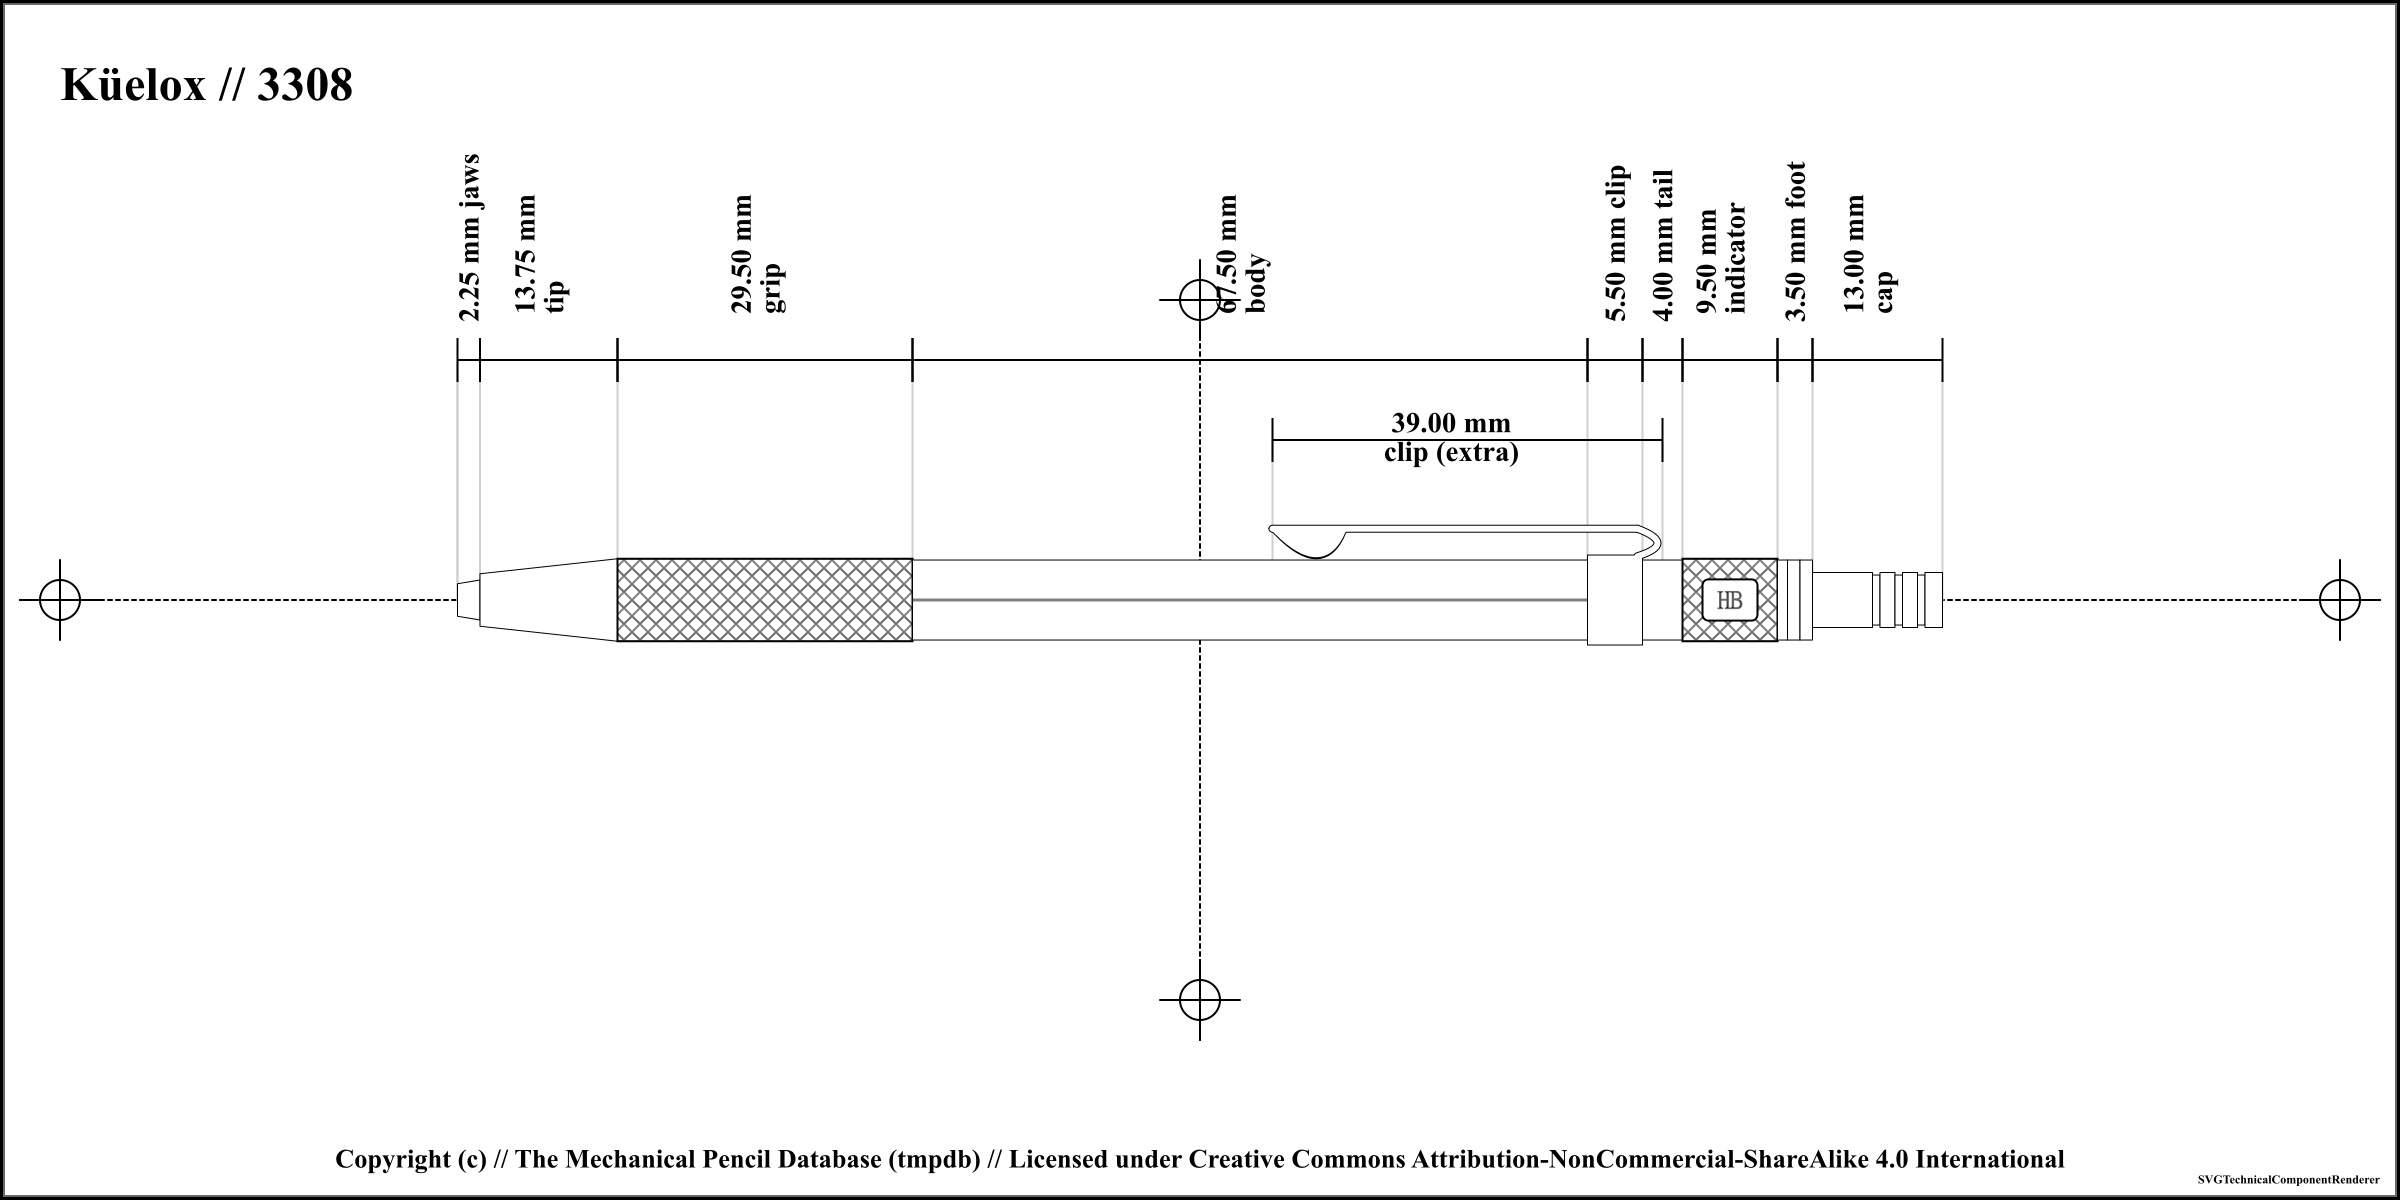 Küelox // 3308
2.25 mm jaws
13.75 mm
tip
29.50 mm
grip
67.50 mm
body
5.50 mm clip
4.00 mm tail
9.50 mm
indicator
3.50 mm foot
13.00 mm
cap
39.00 mm
clip (extra)
HB
Copyright (c) // The Mechanical Pencil Database (tmpdb) // Licensed under Creative Commons Attribution-NonCommercial-ShareAlike 4.0 International
SVGTechnicalComponentRenderer